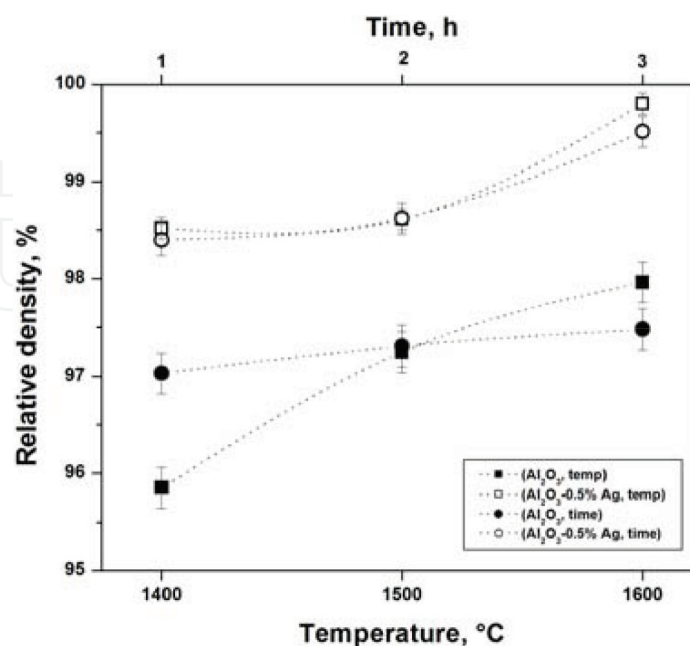 Time, h
1 2 3
100
99
98
97
96
95
Relative density, %
(Al₂O₃, temp)
(Al₂O₃-0.5% Ag, temp)
(Al₂O₃, time)
(Al₂O₃-0.5% Ag, time)
1400 1500 1600
Temperature, °C